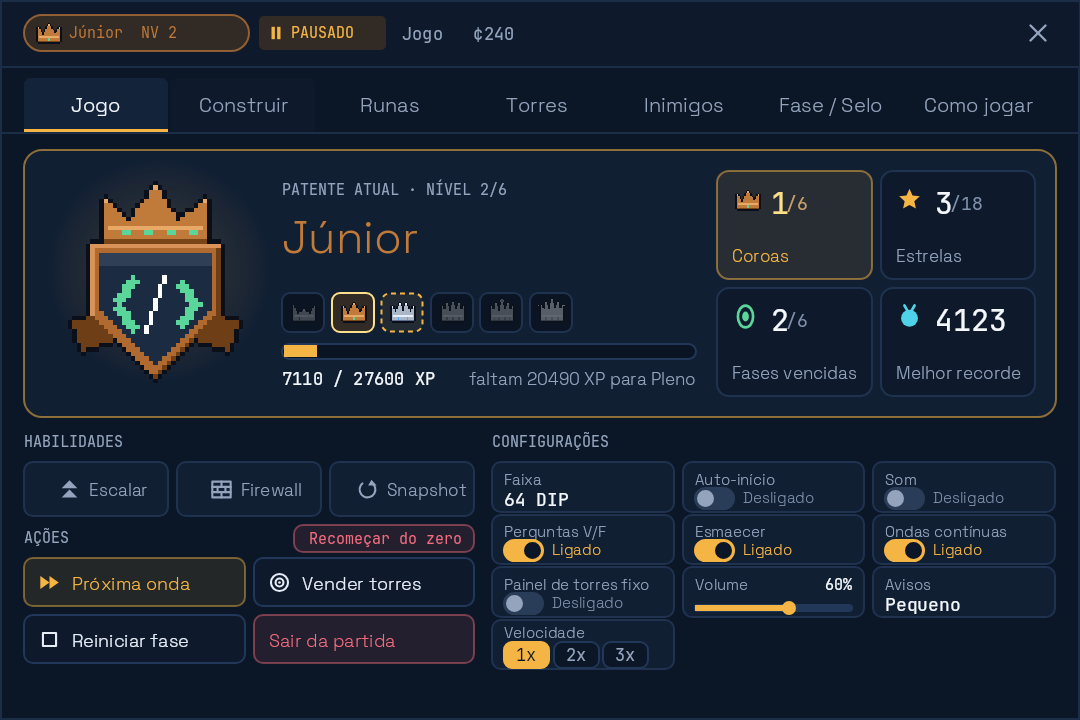 Júnior NV 2
PAUSADO
Jogo ¢240
Jogo Construir Runas Torres Inimigos Fase / Selo Como jogar
PATENTE ATUAL · NÍVEL 2/6
Júnior
7110 / 27600 XP
faltam 20490 XP para Pleno
1/6
Coroas
3/18
Estrelas
2/6
Fases vencidas
4123
Melhor recorde
HABILIDADES
Escalar
Firewall
Snapshot
AÇÕES
Recomeçar do zero
Próxima onda
Vender torres
Reiniciar fase
Sair da partida
CONFIGURAÇÕES
Faixa
64 DIP
Auto-início
Desligado
Som
Desligado
Perguntas V/F
Ligado
Esmaecer
Ligado
Ondas contínuas
Ligado
Painel de torres fixo
Desligado
Volume 60%
Avisos
Pequeno
Velocidade
1x 2x 3x